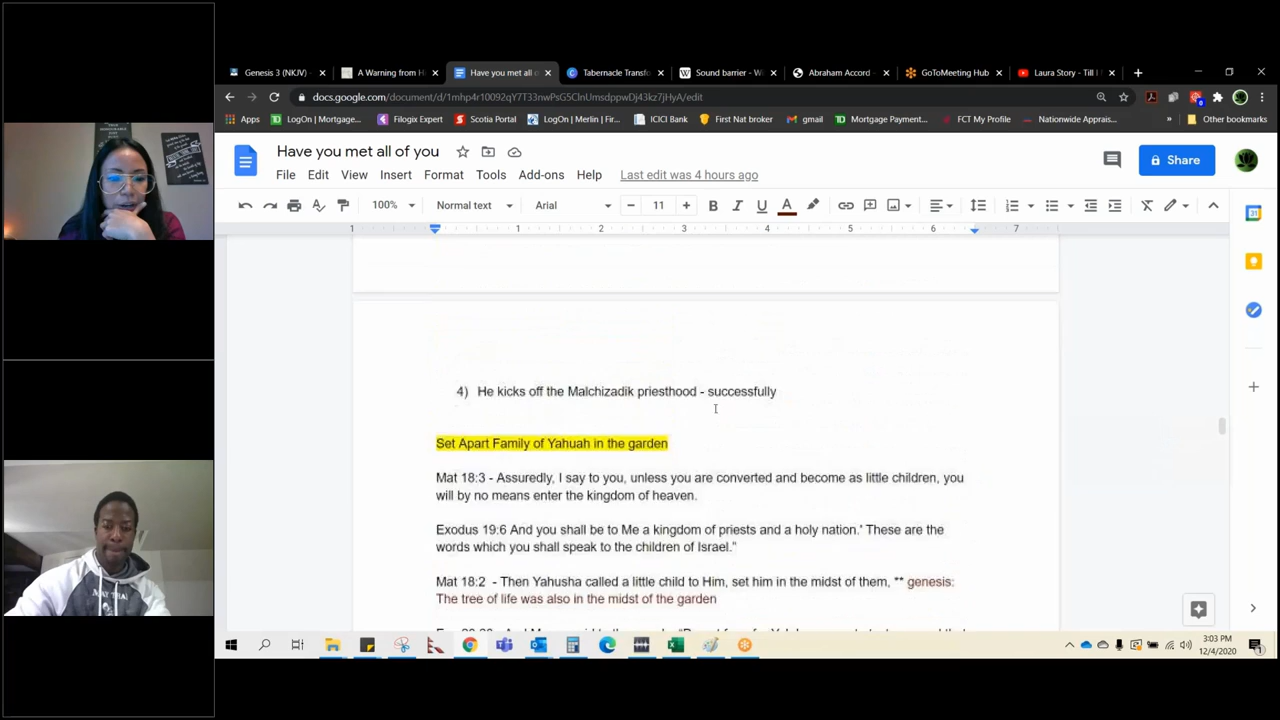 Genesis 3 (NKJV)
A Warning from H
Have you met all o
Tabernacle Transfo
Sound barrier - Wi
Abraham Accord -
GoToMeeting Hub
Laura Story - Till I
docs.google.com/document/d/1mhp4r10092qY7T33nwPsG5ClnUmsdppwDj43kz7jHyA/edit
Apps
LogOn | Mortgage...
Filogix Expert
Scotia Portal
LogOn | Merlin | Fir...
ICICI Bank
First Nat broker
gmail
Mortgage Payment...
FCT My Profile
Nationwide Apprais...
Other bookmarks
Have you met all of you
Share
File Edit View Insert Format Tools Add-ons Help Last edit was 4 hours ago
100% Normal text Arial 11
1 1 2 3 4 5 6 7
4) He kicks off the Malchizadik priesthood - successfully
Set Apart Family of Yahuah in the garden
Mat 18:3 - Assuredly, I say to you, unless you are converted and become as little children, you
will by no means enter the kingdom of heaven.
Exodus 19:6 And you shall be to Me a kingdom of priests and a holy nation.' These are the
words which you shall speak to the children of Israel."
Mat 18:2 - Then Yahusha called a little child to Him, set him in the midst of them, ** genesis:
The tree of life was also in the midst of the garden
3:03 PM
12/4/2020